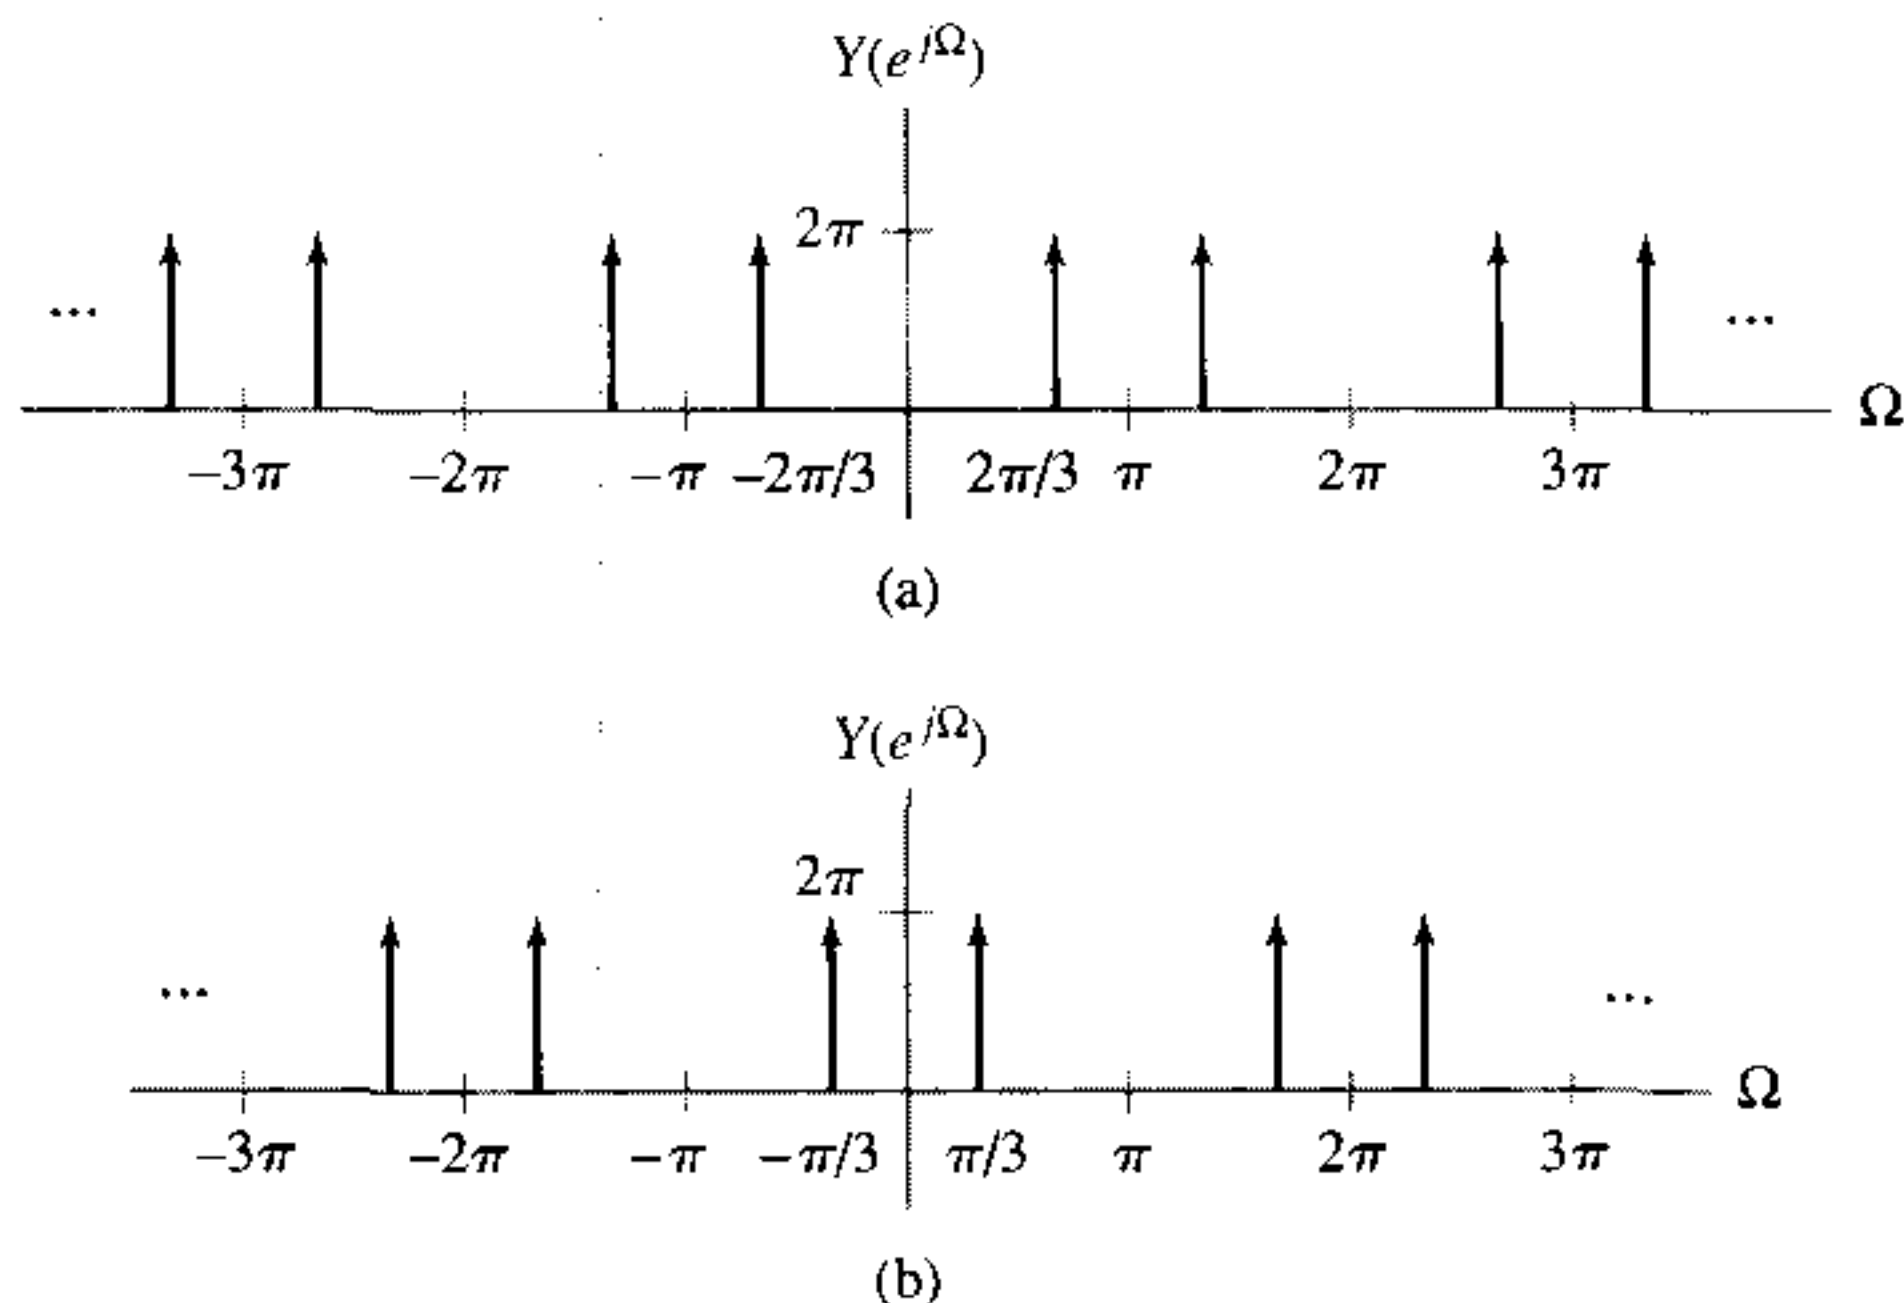 Y(e^{jΩ})
2π
... ...
Ω
−3π −2π −π −2π/3 2π/3 π 2π 3π
(a)
Y(e^{jΩ})
2π
... ...
Ω
−3π −2π −π −π/3 π/3 π 2π 3π
(b)